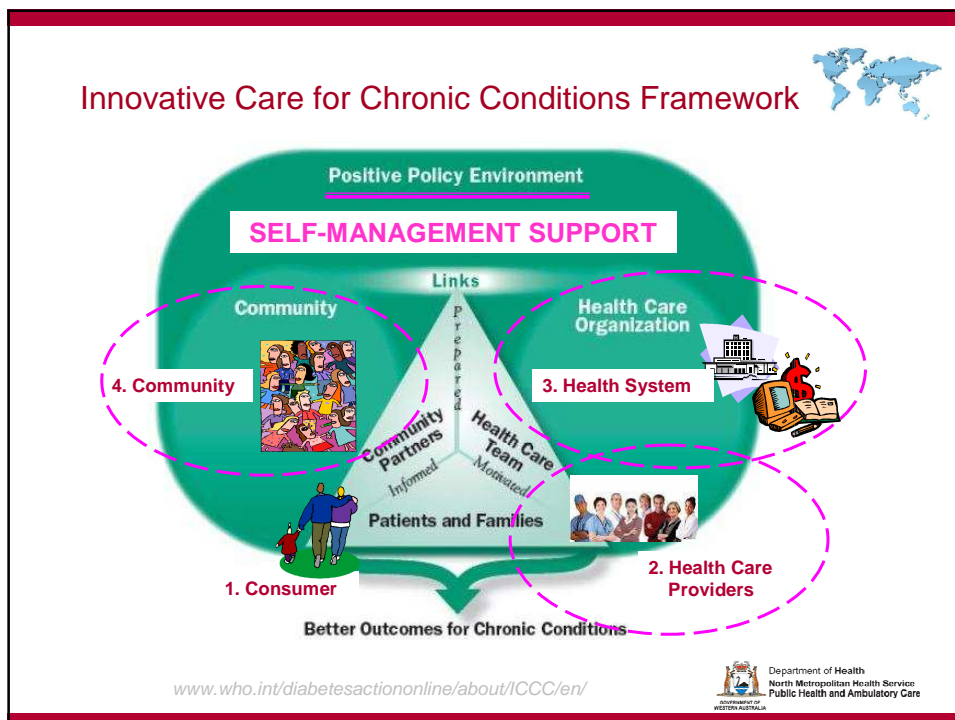 Innovative Care for Chronic Conditions Framework
Positive Policy Environment
SELF-MANAGEMENT SUPPORT
Links
Community
Health Care
Organization
Prepared
4. Community
3. Health System
Community
Partners
Health Care
Team
Informed
Motivated
Patients and Families
1. Consumer
2. Health Care
Providers
Better Outcomes for Chronic Conditions
www.who.int/diabetesactiononline/about/ICCC/en/
Department of Health
North Metropolitan Health Service
Public Health and Ambulatory Care
GOVERNMENT OF
WESTERN AUSTRALIA